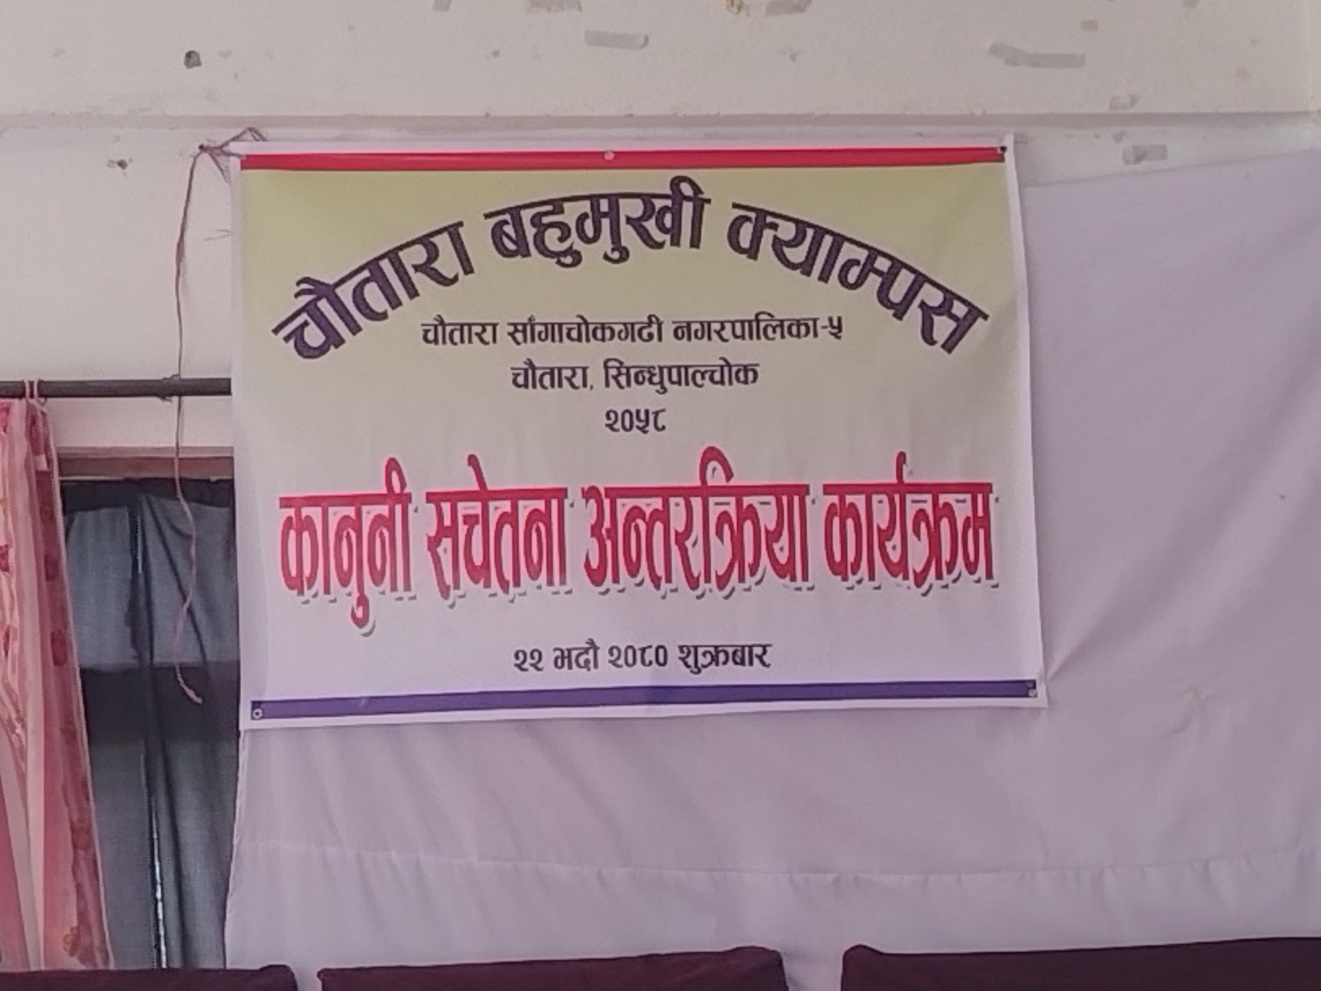 चौतारा बहुमुखी क्याम्पस
चौतारा साँगाचोकगढी नगरपालिका-५
चौतारा, सिन्धुपाल्चोक
२०५८
कानुनी सचेतना अन्तरक्रिया कार्यक्रम
२२ भदौ २०८० शुक्रबार